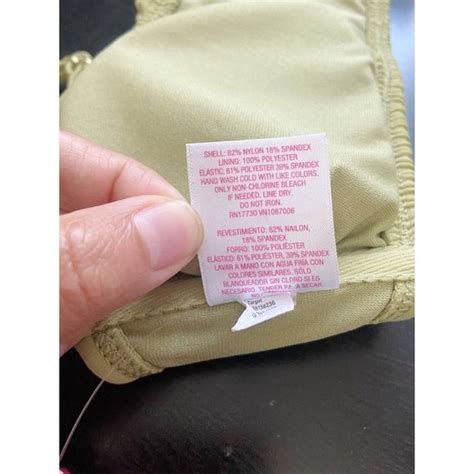 SHELL: 82% NYLON 18% SPANDEX
LINING: 100% POLYESTER
ELASTIC: 61% POLYESTER 39% SPANDEX
HAND WASH COLD WITH LIKE COLORS.
ONLY NON-CHLORINE BLEACH
IF NEEDED, LINE DRY.
DO NOT IRON.
RN17730 VN1087006
REVESTIMIENTO: 82% NAILON,
18% SPANDEX
FORRO: 100% POLIÉSTER
ELÁSTICO: 61% POLIÉSTER, 39% SPANDEX
LAVAR A MANO CON AGUA FRÍA CON
COLORES SIMILARES. SÓLO
BLANQUEADOR SIN CLORO SI ES
NECESARIO. TENDER PARA SECAR.
NO
Target